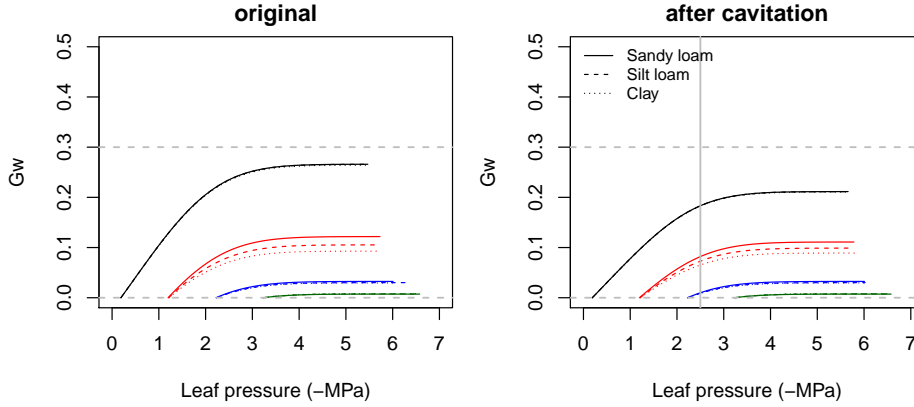 original
Gw
0.0 0.1 0.2 0.3 0.4 0.5
0 1 2 3 4 5 6 7
Leaf pressure (−MPa)
after cavitation
Sandy loam
Silt loam
Clay
Gw
0.0 0.1 0.2 0.3 0.4 0.5
0 1 2 3 4 5 6 7
Leaf pressure (−MPa)